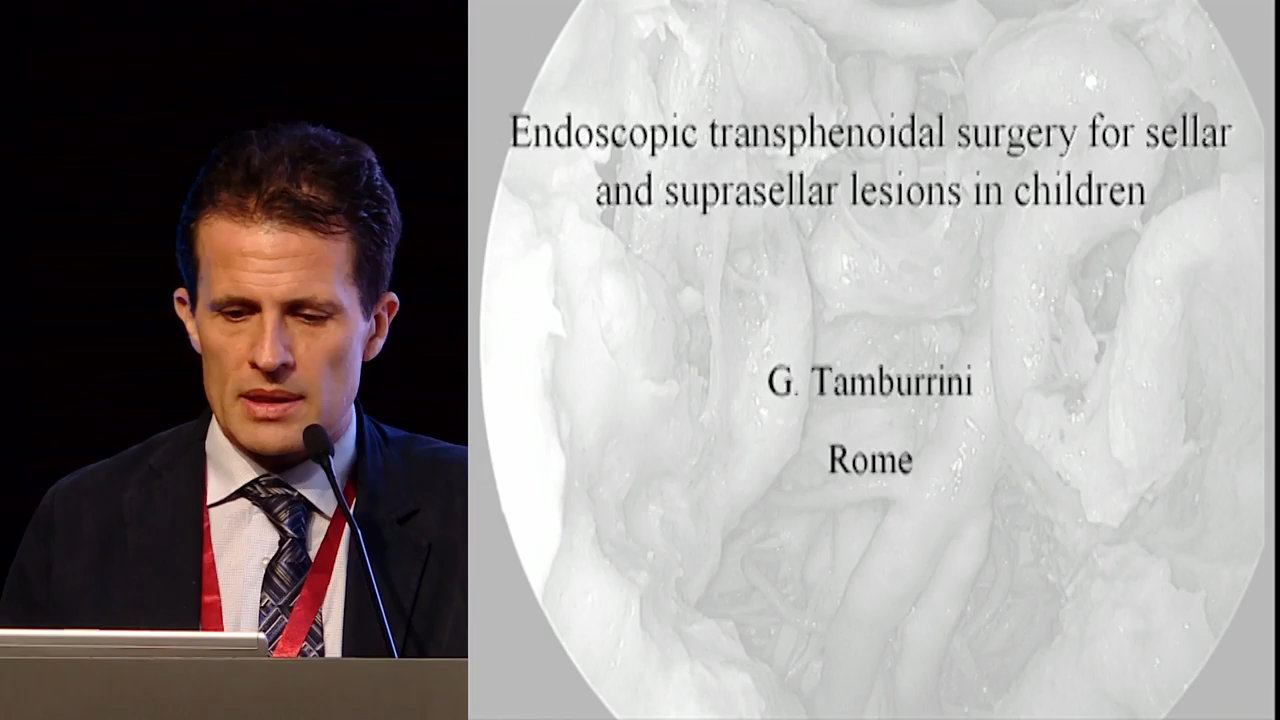 Endoscopic transphenoidal surgery for sellar
and suprasellar lesions in children
G. Tamburrini
Rome